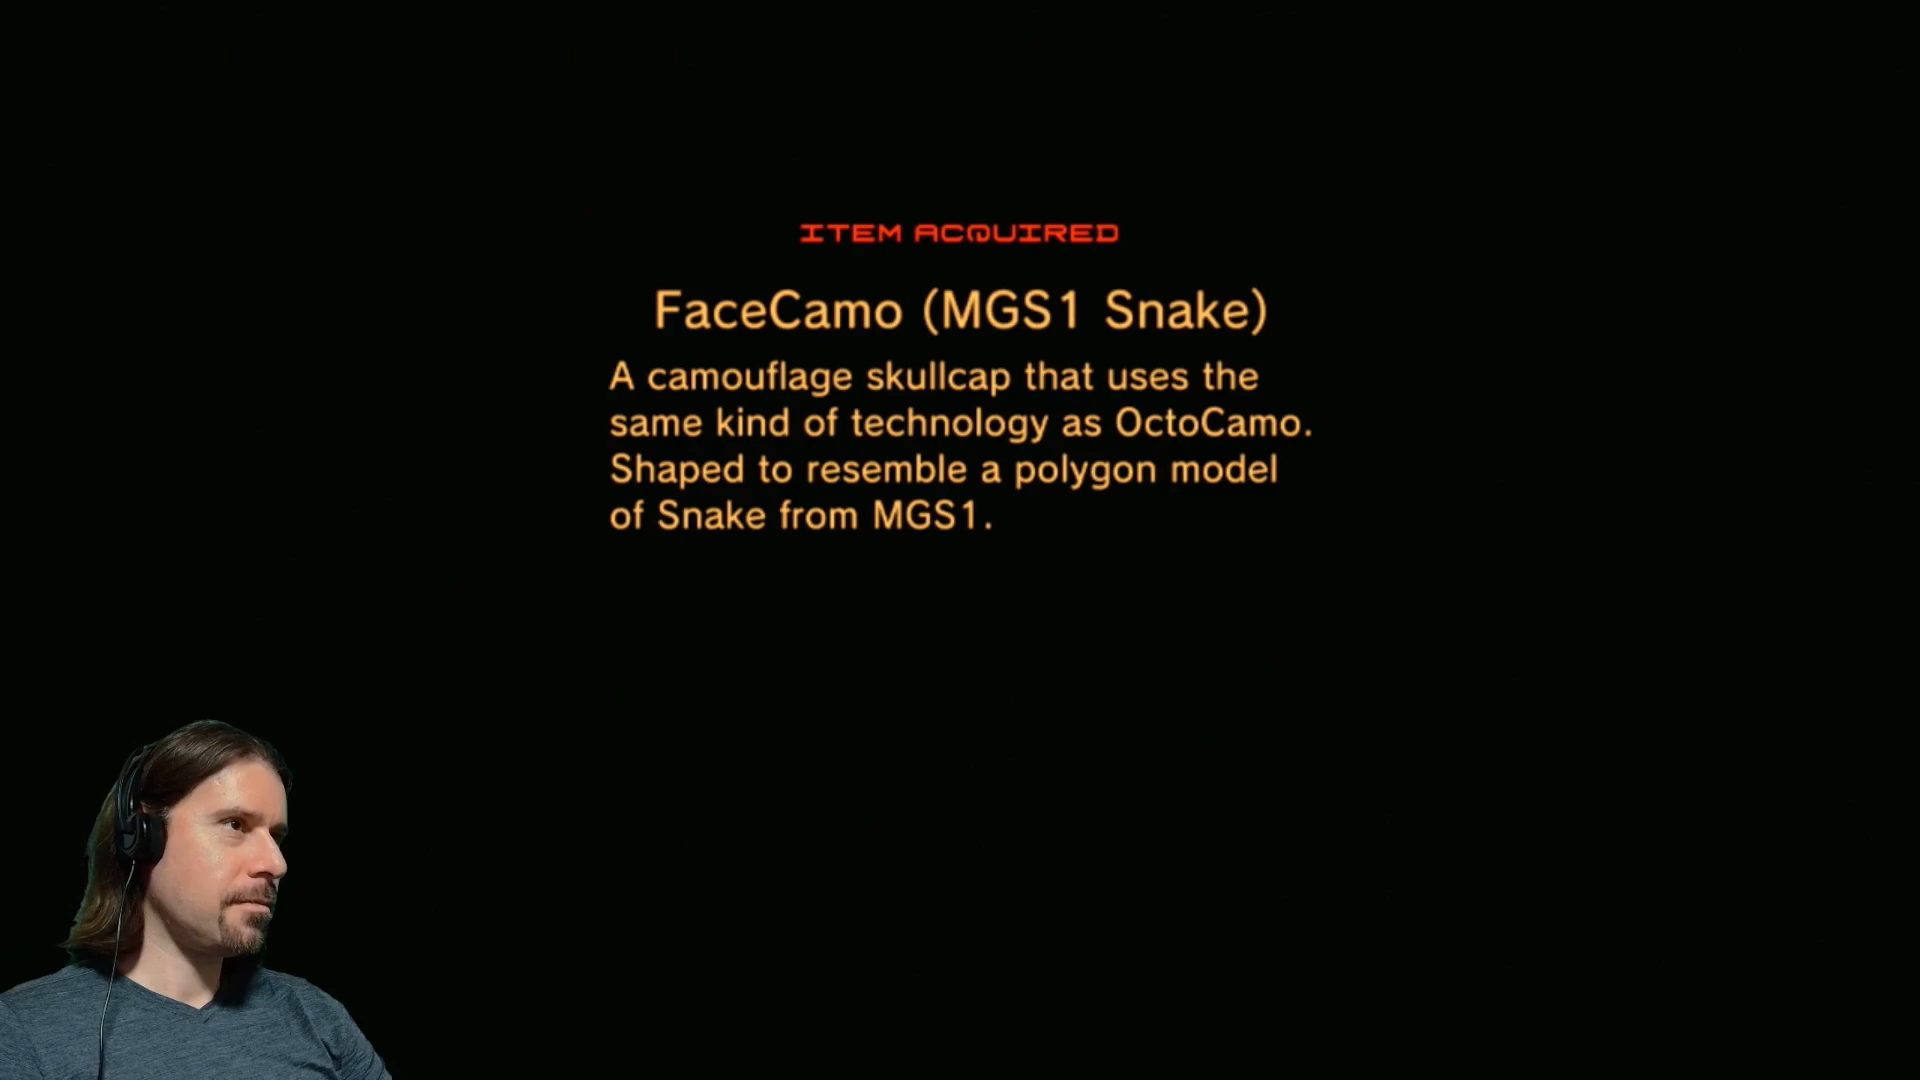 ITEM ACQUIRED
FaceCamo (MGS1 Snake)
A camouflage skullcap that uses the
same kind of technology as OctoCamo.
Shaped to resemble a polygon model
of Snake from MGS1.